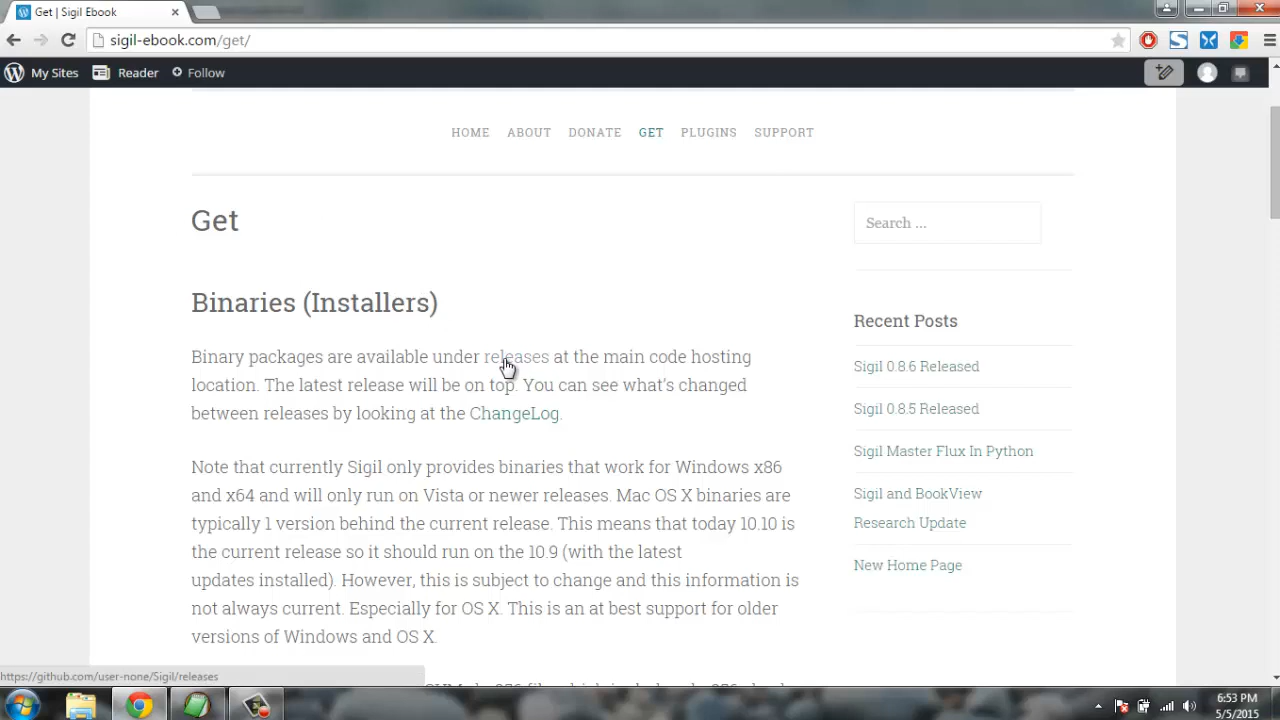 Get | Sigil Ebook
sigil-ebook.com/get/
My Sites Reader Follow
HOME ABOUT DONATE GET PLUGINS SUPPORT
Get
Search ...
Binaries (Installers)
Binary packages are available under releases at the main code hosting
location. The latest release will be on top. You can see what's changed
between releases by looking at the ChangeLog.
Note that currently Sigil only provides binaries that work for Windows x86
and x64 and will only run on Vista or newer releases. Mac OS X binaries are
typically 1 version behind the current release. This means that today 10.10 is
the current release so it should run on the 10.9 (with the latest
updates installed). However, this is subject to change and this information is
not always current. Especially for OS X. This is an at best support for older
versions of Windows and OS X.
Recent Posts
Sigil 0.8.6 Released
Sigil 0.8.5 Released
Sigil Master Flux In Python
Sigil and BookView
Research Update
New Home Page
https://github.com/user-none/Sigil/releases
6:53 PM
5/5/2015